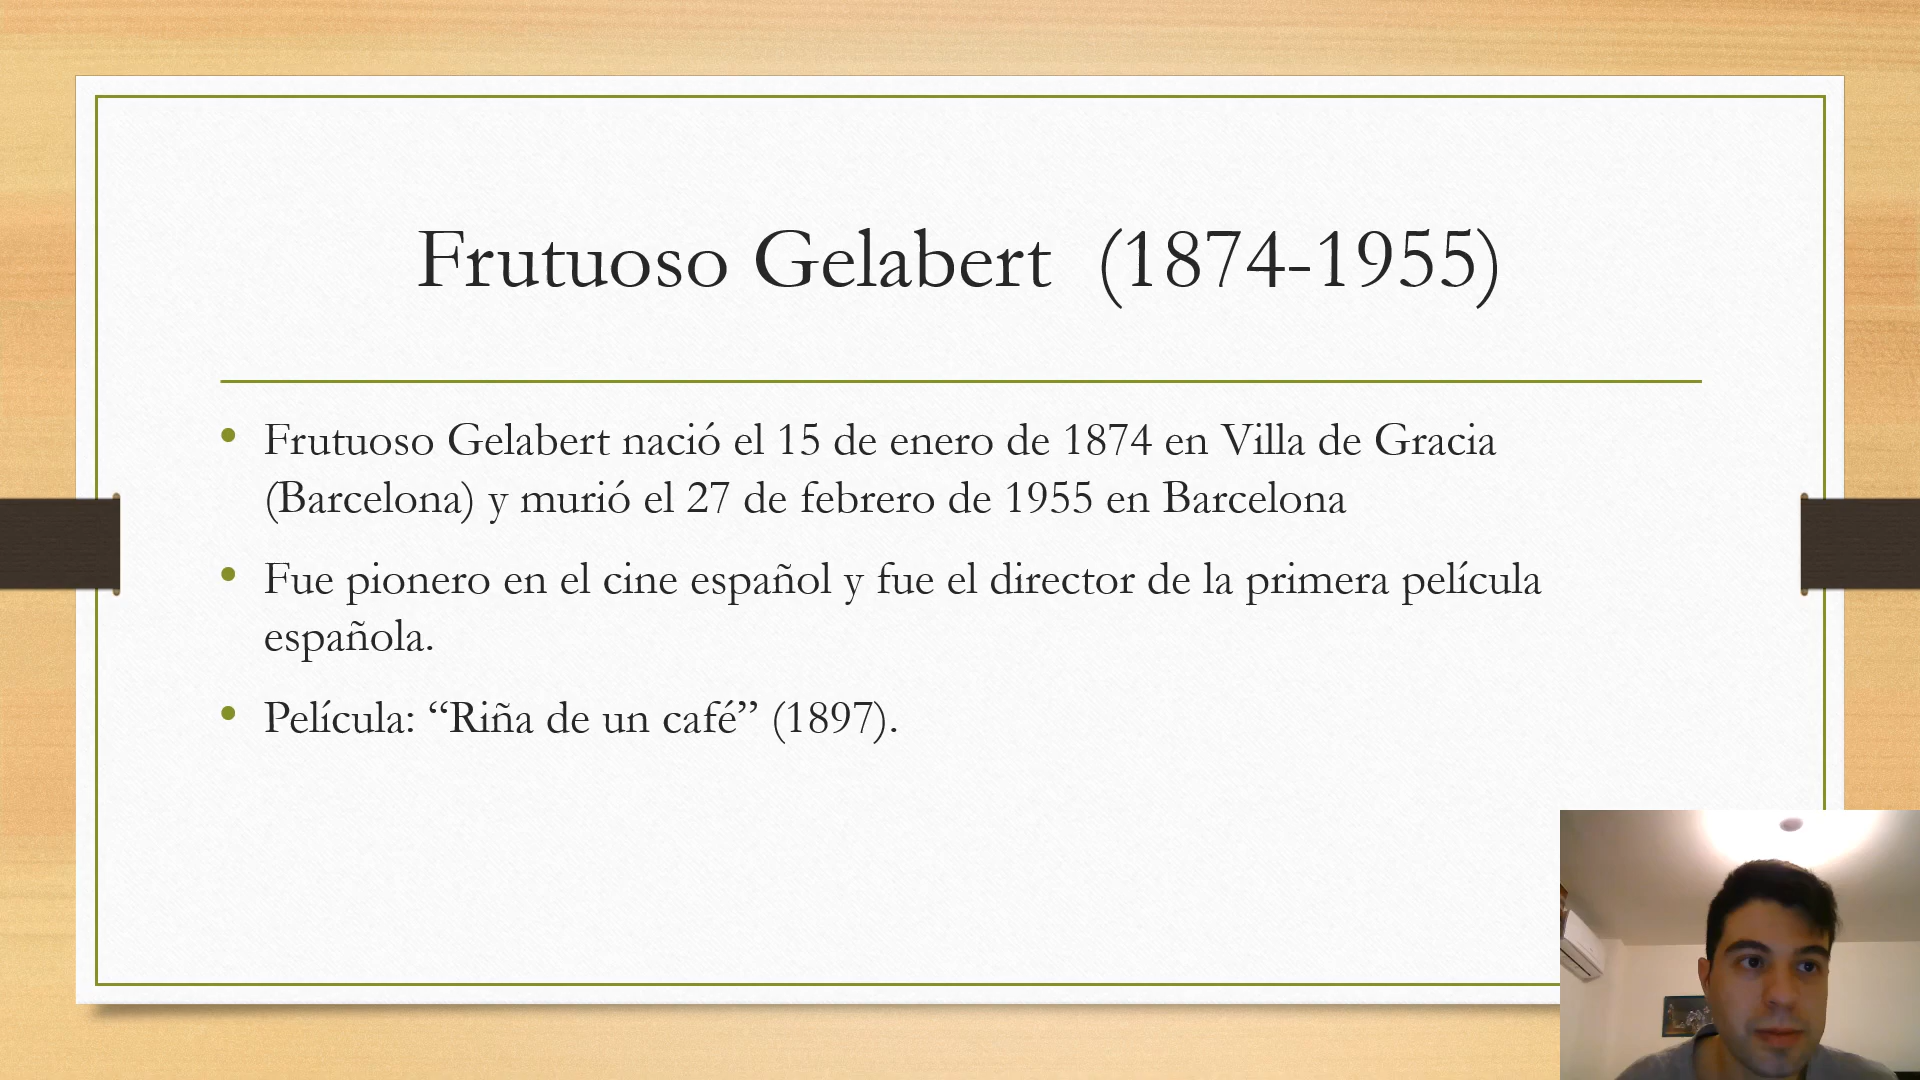 Frutuoso Gelabert (1874-1955)
• Frutuoso Gelabert nació el 15 de enero de 1874 en Villa de Gracia
(Barcelona) y murió el 27 de febrero de 1955 en Barcelona
• Fue pionero en el cine español y fue el director de la primera película
española.
• Película: “Riña de un café” (1897).